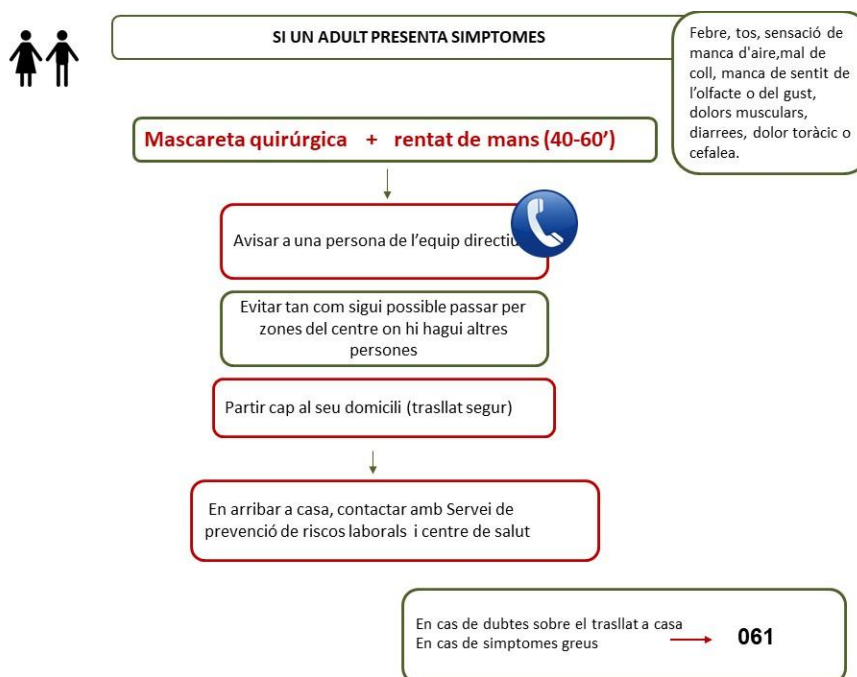 SI UN ADULT PRESENTA SIMPTOMES
Febre, tos, sensació de
manca d'aire,mal de
coll, manca de sentit de
l'olfacte o del gust,
dolors musculars,
diarrees, dolor toràcic o
cefalea.
Mascareta quirúrgica + rentat de mans (40-60')
Avisar a una persona de l'equip directiu
Evitar tan com sigui possible passar per
zones del centre on hi hagui altres
persones
Partir cap al seu domicili (trasllat segur)
En arribar a casa, contactar amb Servei de
prevenció de riscos laborals i centre de salut
En cas de dubtes sobre el trasllat a casa
En cas de simptomes greus
061